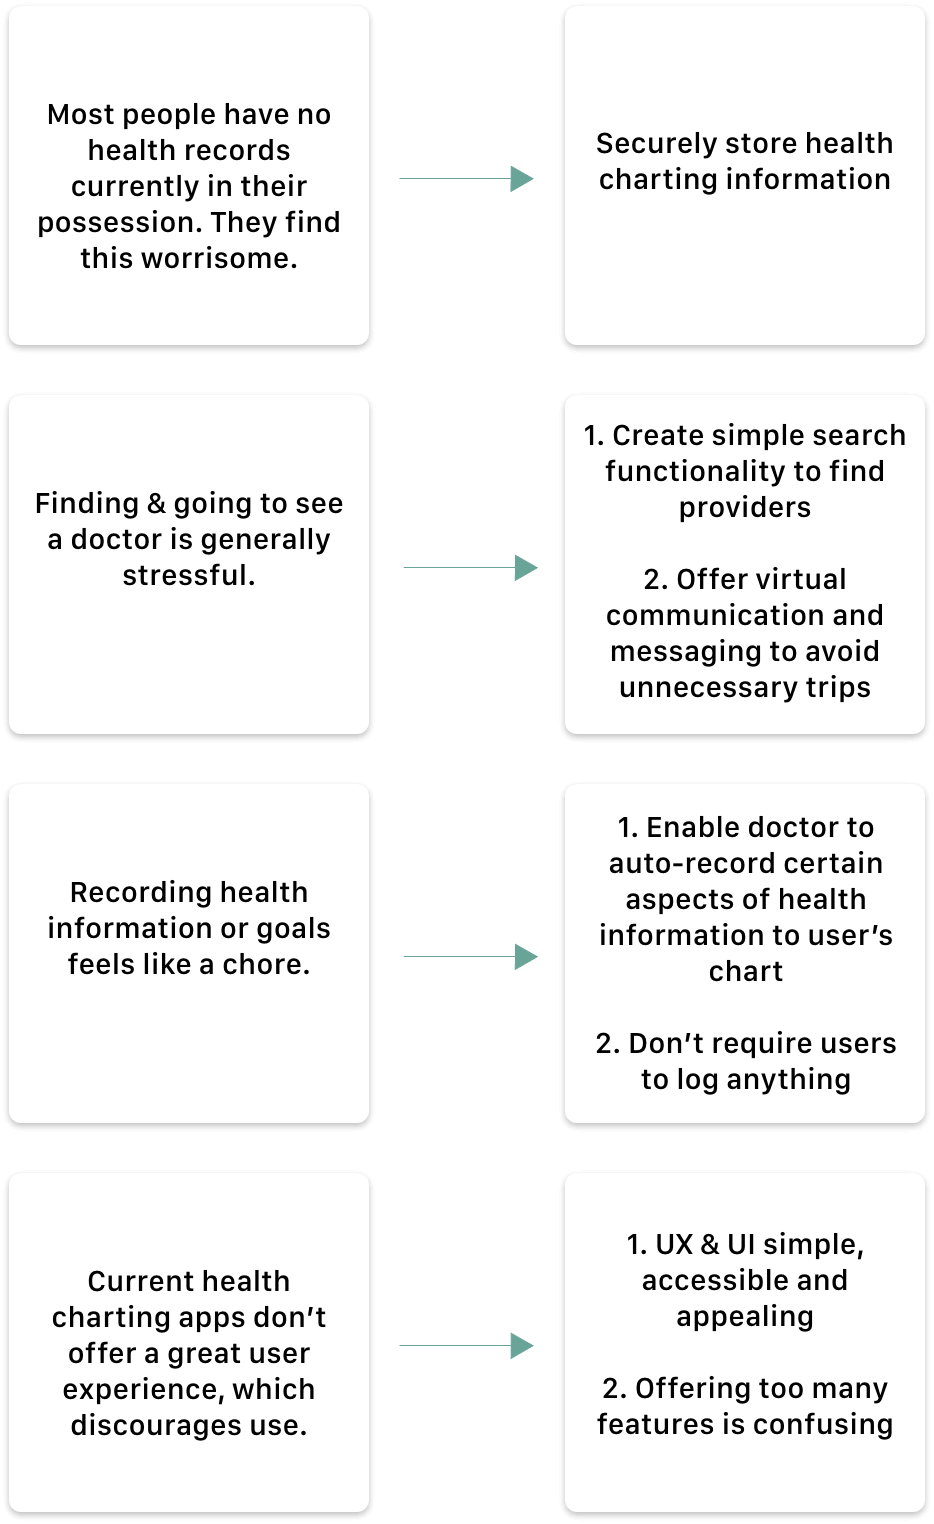 Most people have no
health records
currently in their
possession. They find
this worrisome.
Securely store health
charting information
Finding & going to see
a doctor is generally
stressful.
1. Create simple search
functionality to find
providers
2. Offer virtual
communication and
messaging to avoid
unnecessary trips
Recording health
information or goals
feels like a chore.
1. Enable doctor to
auto-record certain
aspects of health
information to user’s
chart
2. Don’t require users
to log anything
Current health
charting apps don’t
offer a great user
experience, which
discourages use.
1. UX & UI simple,
accessible and
appealing
2. Offering too many
features is confusing